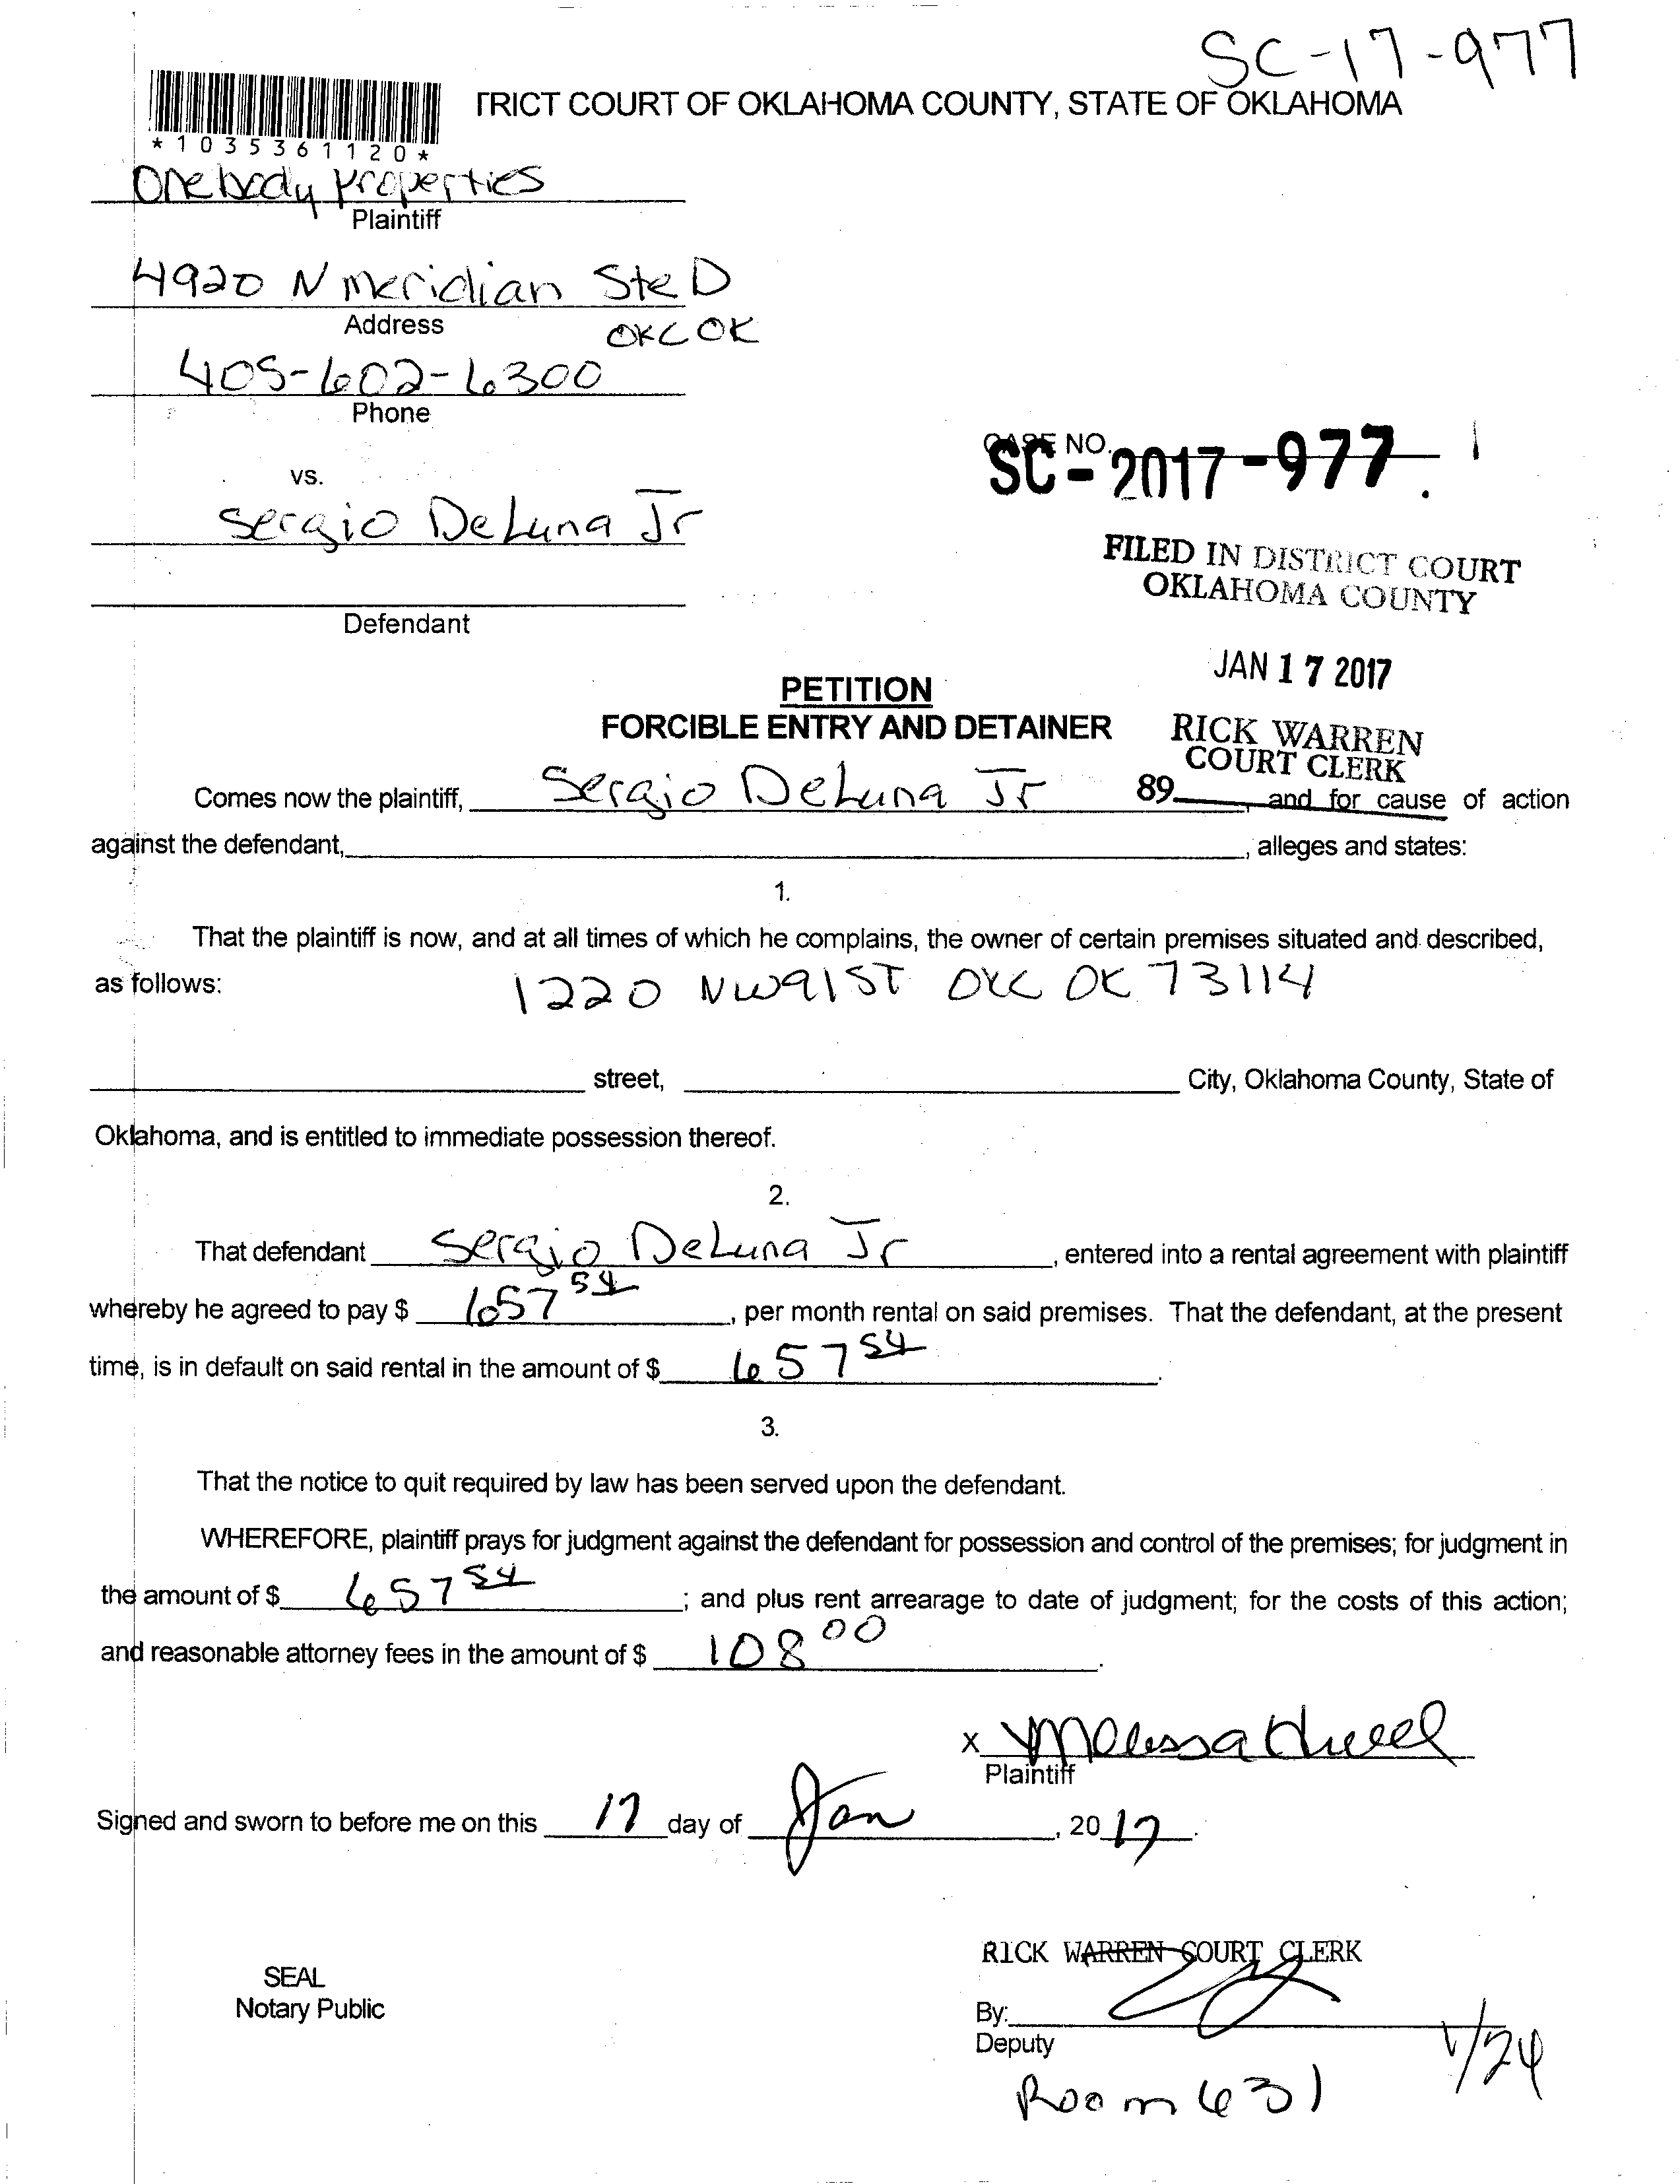 SC-17-977
TRICT COURT OF OKLAHOMA COUNTY, STATE OF OKLAHOMA
*1035361120*
Onebody Properties
Plaintiff
4920 N Meridian Ste D
Address OKC OK
405-602-6300
Phone
CASE NO.
SC-2017-977
vs.
Sergio DeLuna Jr
FILED IN DISTRICT COURT
OKLAHOMA COUNTY
Defendant
JAN 17 2017
PETITION
FORCIBLE ENTRY AND DETAINER
RICK WARREN
COURT CLERK
89
Comes now the plaintiff, Sergio DeLuna Jr, and for cause of action
against the defendant, , alleges and states:
1.
That the plaintiff is now, and at all times of which he complains, the owner of certain premises situated and described,
as follows: 1220 NW91ST OKC OK 73114
street, City, Oklahoma County, State of
Oklahoma, and is entitled to immediate possession thereof.
2.
That defendant Sergio DeLuna Jr, entered into a rental agreement with plaintiff
whereby he agreed to pay $ 657 54, per month rental on said premises. That the defendant, at the present
time, is in default on said rental in the amount of $ 657 54.
3.
That the notice to quit required by law has been served upon the defendant.
WHEREFORE, plaintiff prays for judgment against the defendant for possession and control of the premises; for judgment in
the amount of $ 657 54; and plus rent arrearage to date of judgment; for the costs of this action;
and reasonable attorney fees in the amount of $ 108 00.
x Melissa
Plaintiff
Signed and sworn to before me on this 17 day of Jan, 2017.
RICK WARREN COURT CLERK
SEAL
Notary Public
By:
Deputy
1/24
Room 631